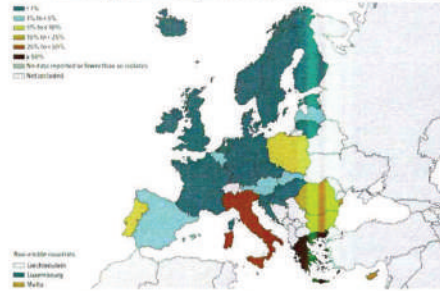 < 1%
1% to < 5%
5% to < 10%
10% to < 25%
25% to < 50%
≥ 50%
No data reported or fewer than 10 isolates
Not included
Non-visible countries
Liechtenstein
Luxembourg
Malta